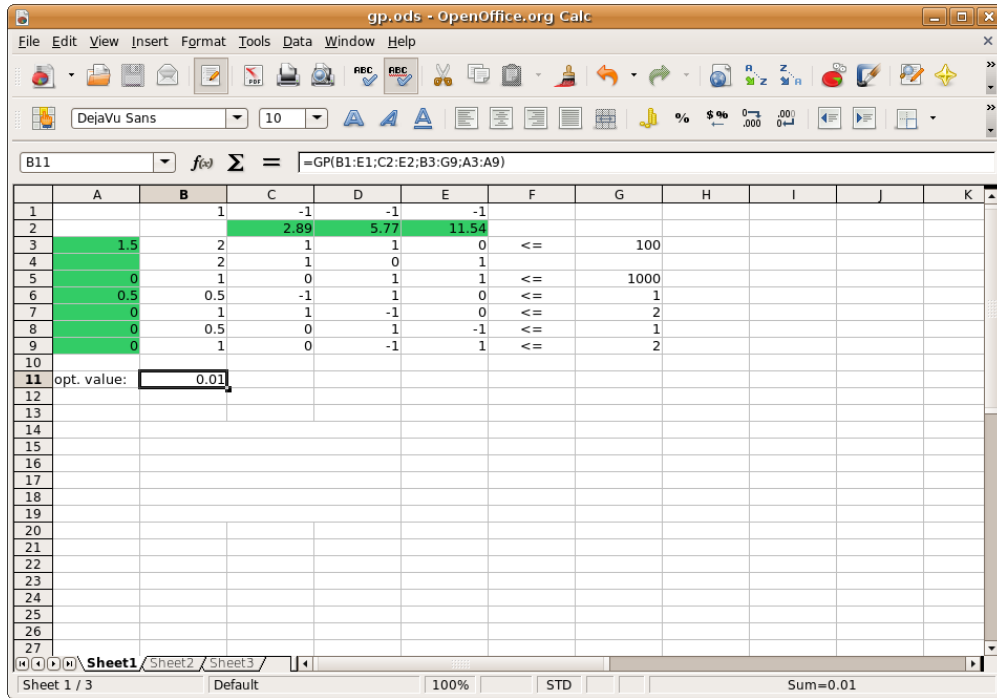 gp.ods - OpenOffice.org Calc
File Edit View Insert Format Tools Data Window Help
PDF ABC ABC
DejaVu Sans 10
B11 f(x) Σ = =GP(B1:E1;C2:E2;B3:G9;A3:A9)
A B C D E F G H I J K
1 1 -1 -1 -1
2 2.89 5.77 11.54
3 1.5 2 1 1 0 <= 100
4 2 1 0 1
5 0 1 0 1 1 <= 1000
6 0.5 0.5 -1 1 0 <= 1
7 0 1 1 -1 0 <= 2
8 0 0.5 0 1 -1 <= 1
9 0 1 0 -1 1 <= 2
10
11 opt. value: 0.01
12
13
14
15
16
17
18
19
20
21
22
23
24
25
26
27
Sheet1 Sheet2 Sheet3
Sheet 1 / 3 Default 100% STD Sum=0.01